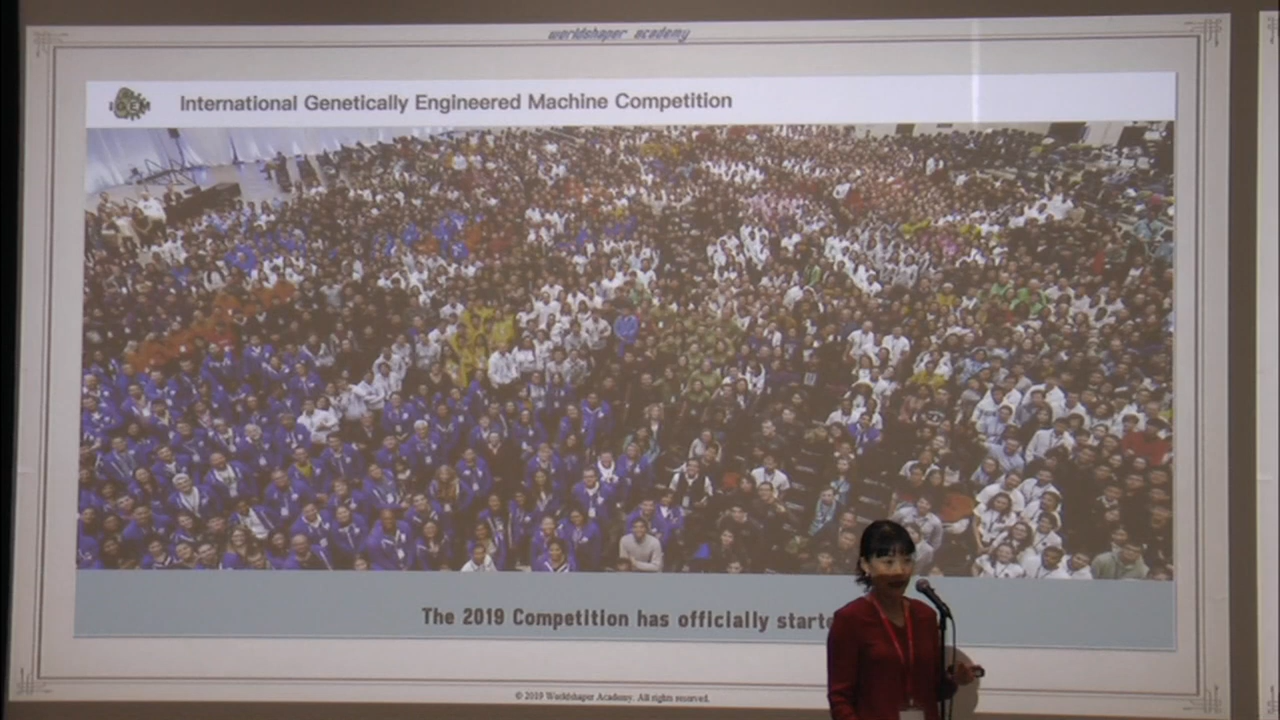 worldshaper academy
iGEM
International Genetically Engineered Machine Competition
The 2019 Competition has officially starte
© 2019 Worldshaper Academy. All rights reserved.